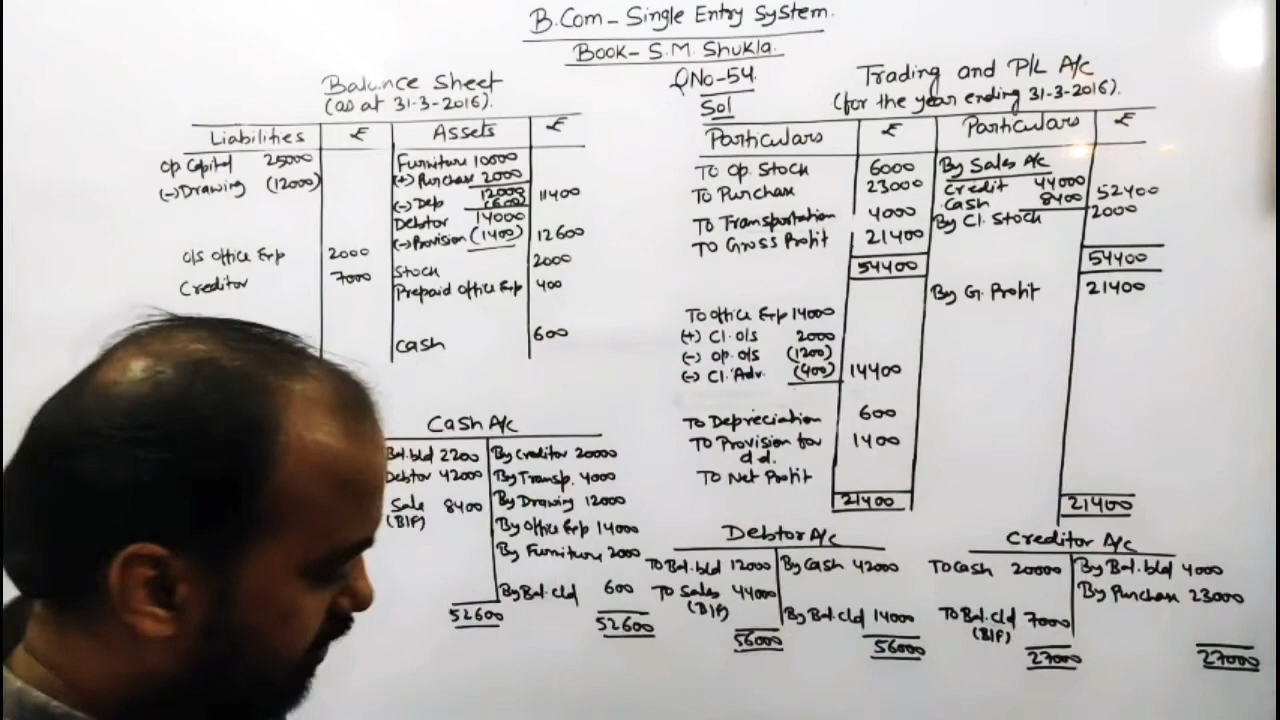 B.Com - Single Entry System.
Book - S.M. Shukla.
QNo-54.
Sol
Balance Sheet
(as at 31-3-2016).
Liabilities ₹ Assets ₹
Op Capital 25000
(-) Drawing (12000)
O/s Office Exp 2000
Creditor 7000
Furniture 10000
(+) Purchase 2000
12000
(-) Dep (600) 11400
Debtor 14000
(-) Provision (1400) 12600
Stock 2000
Prepaid Office Exp 400
Cash 600
Trading and P/L A/c
(for the year ending 31-3-2016).
Particulars ₹ Particulars ₹
To Op. Stock 6000
To Purchase 23000
To Transportation 4000
To Gross Profit 21400
54400
By Sales A/c
Credit 44000
Cash 8400 52400
By Cl. Stock 2000
54400
By G. Profit 21400
To Office Exp 14000
(+) Cl. o/s 2000
(-) Op. o/s (1200)
(-) Cl. Adv. (400) 14400
To Depreciation 600
To Provision for 1400
d.d.
To Net Profit
21400
21400
Cash A/c
Bal. b/d 2200 By Creditor 20000
Debtor 42000 By Transp. 4000
Sale 8400 By Drawing 12000
(B/F)
By Office Exp 14000
By Furniture 2000
By Bal. c/d 600
52600 52600
Debtor A/c
To Bal. b/d 12000 By Cash 42000
To Sales 44000
(B/F)
By Bal. c/d 14000
56000 56000
Creditor A/c
To Cash 20000 By Bal. b/d 4000
By Purchase 23000
To Bal. c/d 7000
(B/F)
27000 27000